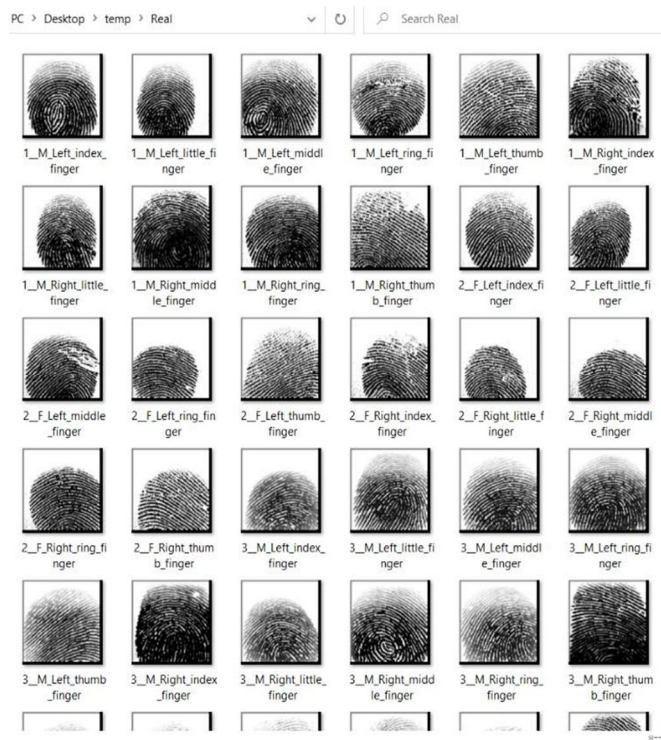 PC > Desktop > temp > Real
Search Real
1__M_Left_index_ 1__M_Left_little_fi 1__M_Left_middl 1__M_Left_ring_fi 1__M_Left_thumb 1__M_Right_index
finger nger e_finger nger _finger _finger
1__M_Right_little_ 1__M_Right_midd 1__M_Right_ring_ 1__M_Right_thum 2__F_Left_index_fi 2__F_Left_little_fi
finger le_finger finger b_finger nger nger
2__F_Left_middle 2__F_Left_ring_fin 2__F_Left_thumb_ 2__F_Right_index_ 2__F_Right_little_f 2__F_Right_middl
_finger ger finger finger inger e_finger
2__F_Right_ring_fi 2__F_Right_thum 3__M_Left_index_ 3__M_Left_little_fi 3__M_Left_middl 3__M_Left_ring_fi
nger b_finger finger nger e_finger nger
3__M_Left_thumb 3__M_Right_index 3__M_Right_little_ 3__M_Right_midd 3__M_Right_ring_ 3__M_Right_thum
_finger _finger finger le_finger finger b_finger